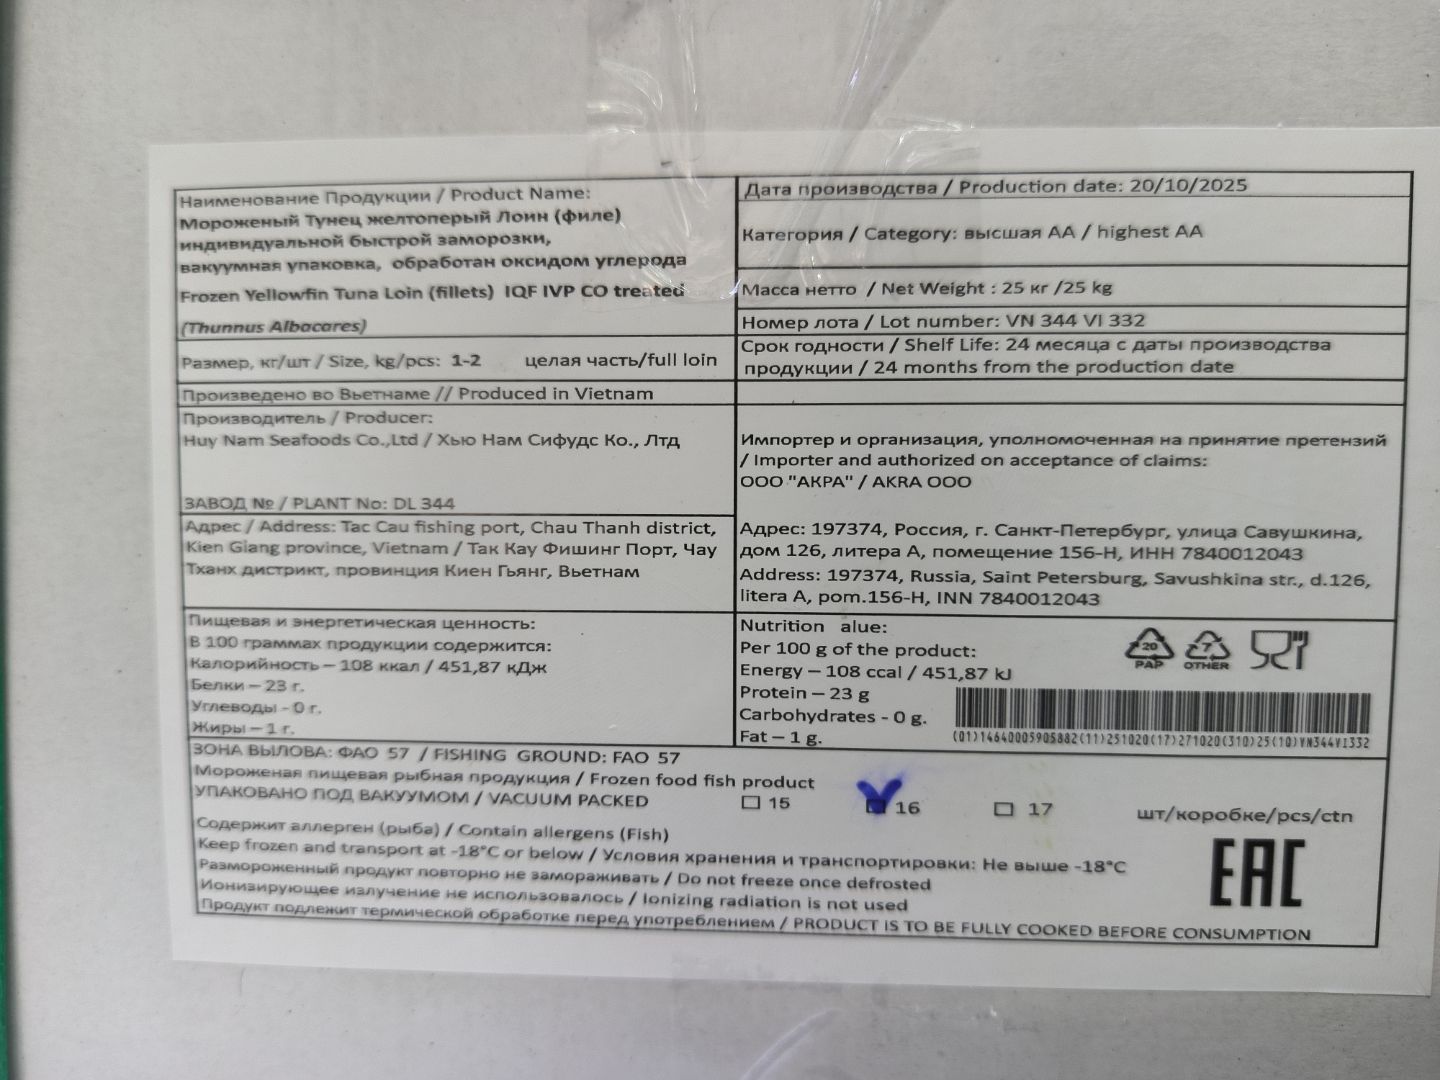 Наименование Продукции / Product Name:
Мороженый Тунец желтоперый Лоин (филе)
индивидуальной быстрой заморозки,
вакуумная упаковка, обработан оксидом углерода
Frozen Yellowfin Tuna Loin (fillets) IQF IVP CO treated
(Thunnus Albacares)
Размер, кг/шт / Size, kg/pcs: 1-2 целая часть/full loin
Произведено во Вьетнаме // Produced in Vietnam
Производитель / Producer:
Huy Nam Seafoods Co.,Ltd / Хью Нам Сифудс Ко., Лтд
ЗАВОД № / PLANT No: DL 344
Адрес / Address: Tac Cau fishing port, Chau Thanh district,
Kien Giang province, Vietnam / Так Кау Фишинг Порт, Чау
Тханх дистрикт, провинция Киен Гьянг, Вьетнам
Дата производства / Production date: 20/10/2025
Категория / Category: высшая АА / highest AA
Масса нетто / Net Weight : 25 кг /25 kg
Номер лота / Lot number: VN 344 VI 332
Срок годности / Shelf Life: 24 месяца с даты производства
продукции / 24 months from the production date
Импортер и организация, уполномоченная на принятие претензий
/ Importer and authorized on acceptance of claims:
ООО "АКРА" / AKRA OOO
Адрес: 197374, Россия, г. Санкт-Петербург, улица Савушкина,
дом 126, литера А, помещение 156-Н, ИНН 7840012043
Address: 197374, Russia, Saint Petersburg, Savushkina str., d.126,
litera A, pom.156-H, INN 7840012043
Пищевая и энергетическая ценность:
В 100 граммах продукции содержится:
Калорийность – 108 ккал / 451,87 кДж
Белки – 23 г.
Углеводы - 0 г.
Жиры – 1 г.
Nutrition alue:
Per 100 g of the product:
Energy – 108 ccal / 451,87 kJ
Protein – 23 g
Carbohydrates - 0 g.
Fat – 1 g.
20
PAP
7
OTHER
(01)14640005905882(11)251020(17)271020(310)25(10)VN344VI332
ЗОНА ВЫЛОВА: ФАО 57 / FISHING GROUND: FAO 57
Мороженая пищевая рыбная продукция / Frozen food fish product
УПАКОВАНО ПОД ВАКУУМОМ / VACUUM PACKED 15 16 17 шт/коробке/pcs/ctn
Содержит аллерген (рыба) / Contain allergens (Fish)
Keep frozen and transport at -18°C or below / Условия хранения и транспортировки: Не выше -18°C
Размороженный продукт повторно не замораживать / Do not freeze once defrosted
Ионизирующее излучение не использовалось / Ionizing radiation is not used
Продукт подлежит термической обработке перед употреблением / PRODUCT IS TO BE FULLY COOKED BEFORE CONSUMPTION
EAC